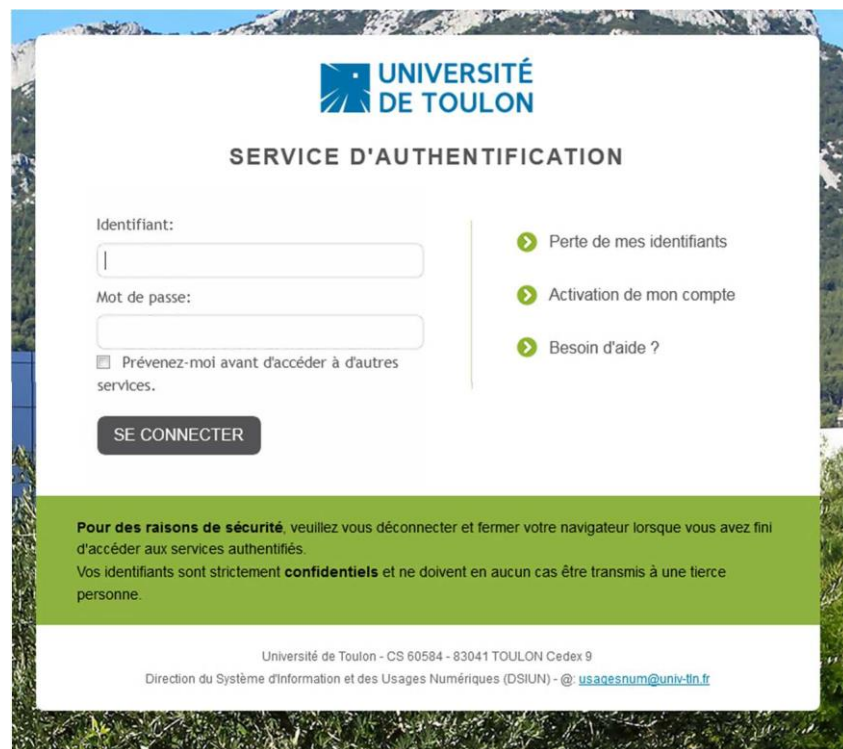 UNIVERSITÉ
DE TOULON
SERVICE D'AUTHENTIFICATION
Identifiant:
Mot de passe:
Prévenez-moi avant d'accéder à d'autres
services.
SE CONNECTER
Perte de mes identifiants
Activation de mon compte
Besoin d'aide ?
Pour des raisons de sécurité, veuillez vous déconnecter et fermer votre navigateur lorsque vous avez fini
d'accéder aux services authentifiés.
Vos identifiants sont strictement confidentiels et ne doivent en aucun cas être transmis à une tierce
personne.
Université de Toulon - CS 60584 - 83041 TOULON Cedex 9
Direction du Système d'Information et des Usages Numériques (DSIUN) - @: usagesnum@univ-tln.fr